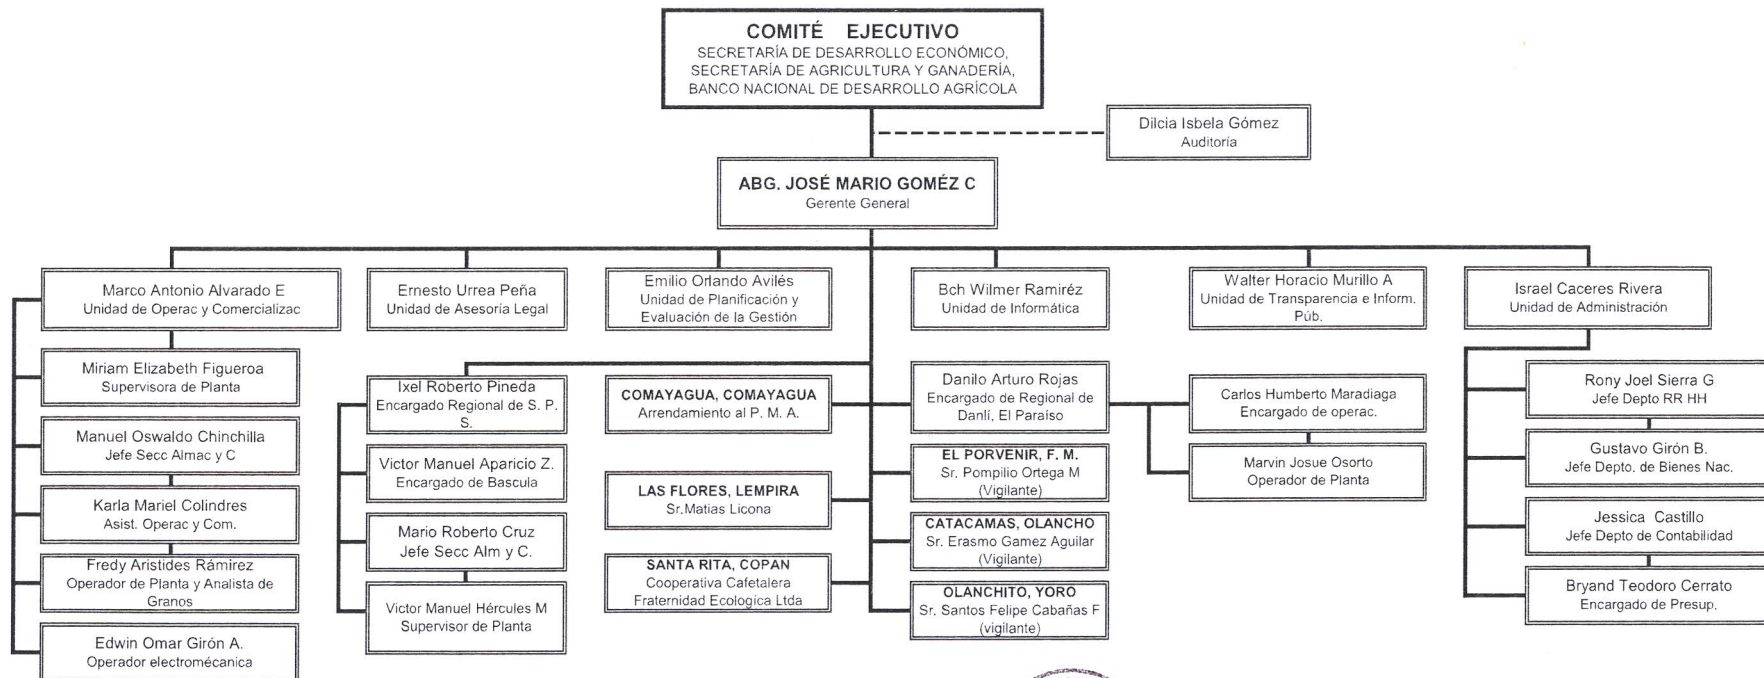 COMITÉ EJECUTIVO
SECRETARÍA DE DESARROLLO ECONÓMICO,
SECRETARÍA DE AGRICULTURA Y GANADERÍA,
BANCO NACIONAL DE DESARROLLO AGRÍCOLA
Dilcia Isbela Gómez
Auditoría
ABG. JOSÉ MARIO GOMÉZ C
Gerente General
Marco Antonio Alvarado E
Unidad de Operac y Comercializac
Ernesto Urrea Peña
Unidad de Asesoría Legal
Emilio Orlando Avilés
Unidad de Planificación y
Evaluación de la Gestión
Bch Wilmer Ramiréz
Unidad de Informática
Walter Horacio Murillo A
Unidad de Transparencia e Inform.
Púb.
Israel Caceres Rivera
Unidad de Administración
Miriam Elizabeth Figueroa
Supervisora de Planta
Manuel Oswaldo Chinchilla
Jefe Secc Almac y C
Karla Mariel Colindres
Asist. Operac y Com.
Fredy Aristides Rámirez
Operador de Planta y Analista de
Granos
Edwin Omar Girón A.
Operador electromécanica
Ixel Roberto Pineda
Encargado Regional de S. P.
S.
Victor Manuel Aparicio Z.
Encargado de Bascula
Mario Roberto Cruz
Jefe Secc Alm y C.
Victor Manuel Hércules M
Supervisor de Planta
COMAYAGUA, COMAYAGUA
Arrendamiento al P. M. A.
LAS FLORES, LEMPIRA
Sr.Matias Licona
SANTA RITA, COPAN
Cooperativa Cafetalera
Fraternidad Ecologíca Ltda
Danilo Arturo Rojas
Encargado de Regional de
Danlí, El Paraíso
EL PORVENIR, F. M.
Sr. Pompilio Ortega M
(Vigilante)
CATACAMAS, OLANCHO
Sr. Erasmo Gamez Aguilar
(Vigilante)
OLANCHITO, YORO
Sr. Santos Felipe Cabañas F
(vigilante)
Carlos Humberto Maradiaga
Encargado de operac.
Marvin Josue Osorto
Operador de Planta
Rony Joel Sierra G
Jefe Depto RR HH
Gustavo Girón B.
Jefe Depto. de Bienes Nac.
Jessica Castillo
Jefe Depto de Contabilidad
Bryand Teodoro Cerrato
Encargado de Presup.